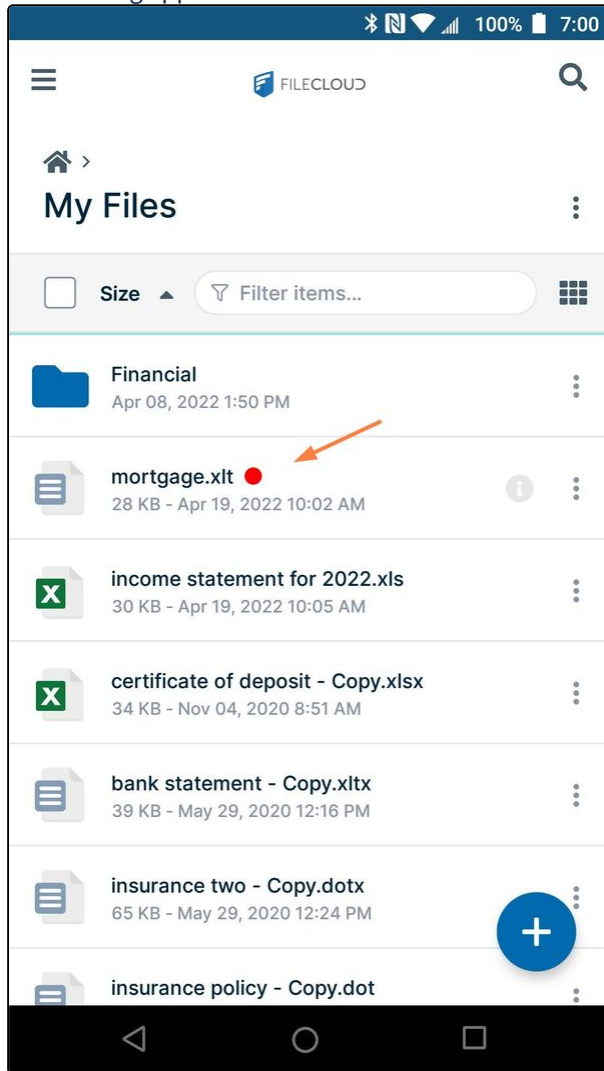 100% 7:00
FILECLOUD
My Files
Size Filter items...
Financial
Apr 08, 2022 1:50 PM
mortgage.xlt
28 KB - Apr 19, 2022 10:02 AM
income statement for 2022.xls
30 KB - Apr 19, 2022 10:05 AM
certificate of deposit - Copy.xlsx
34 KB - Nov 04, 2020 8:51 AM
bank statement - Copy.xltx
39 KB - May 29, 2020 12:16 PM
insurance two - Copy.dotx
65 KB - May 29, 2020 12:24 PM
insurance policy - Copy.dot